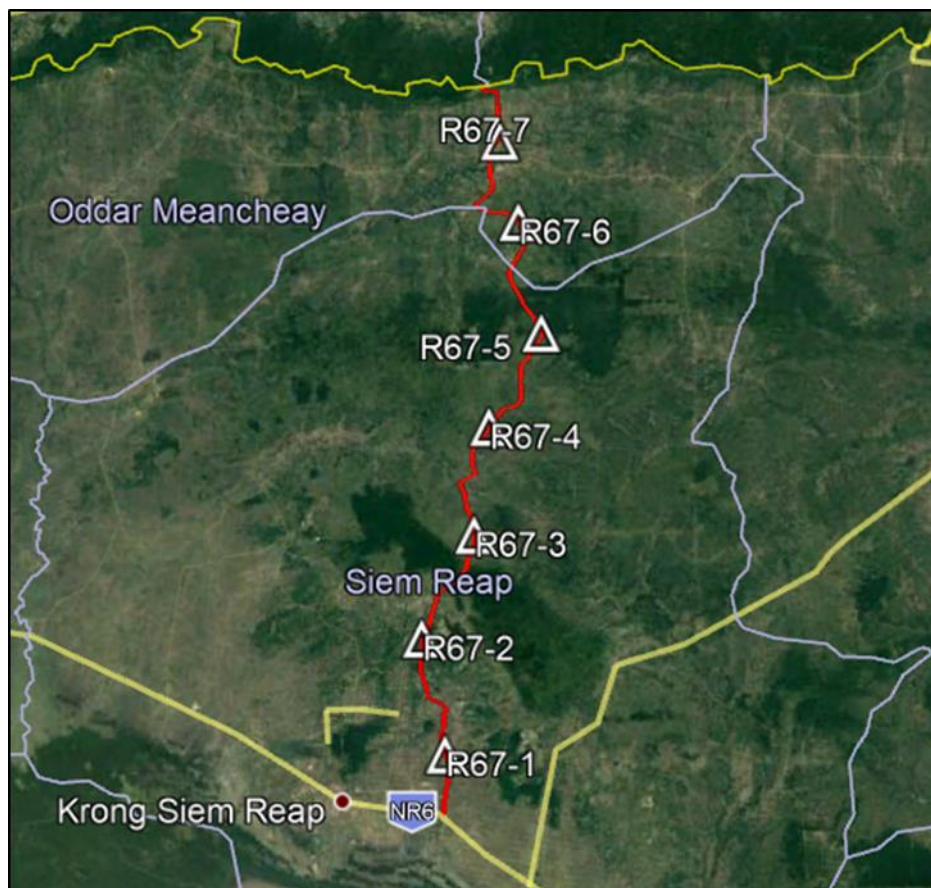 R67-7
Oddar Meancheay
R67-6
R67-5
R67-4
R67-3
Siem Reap
R67-2
R67-1
Krong Siem Reap
NR6